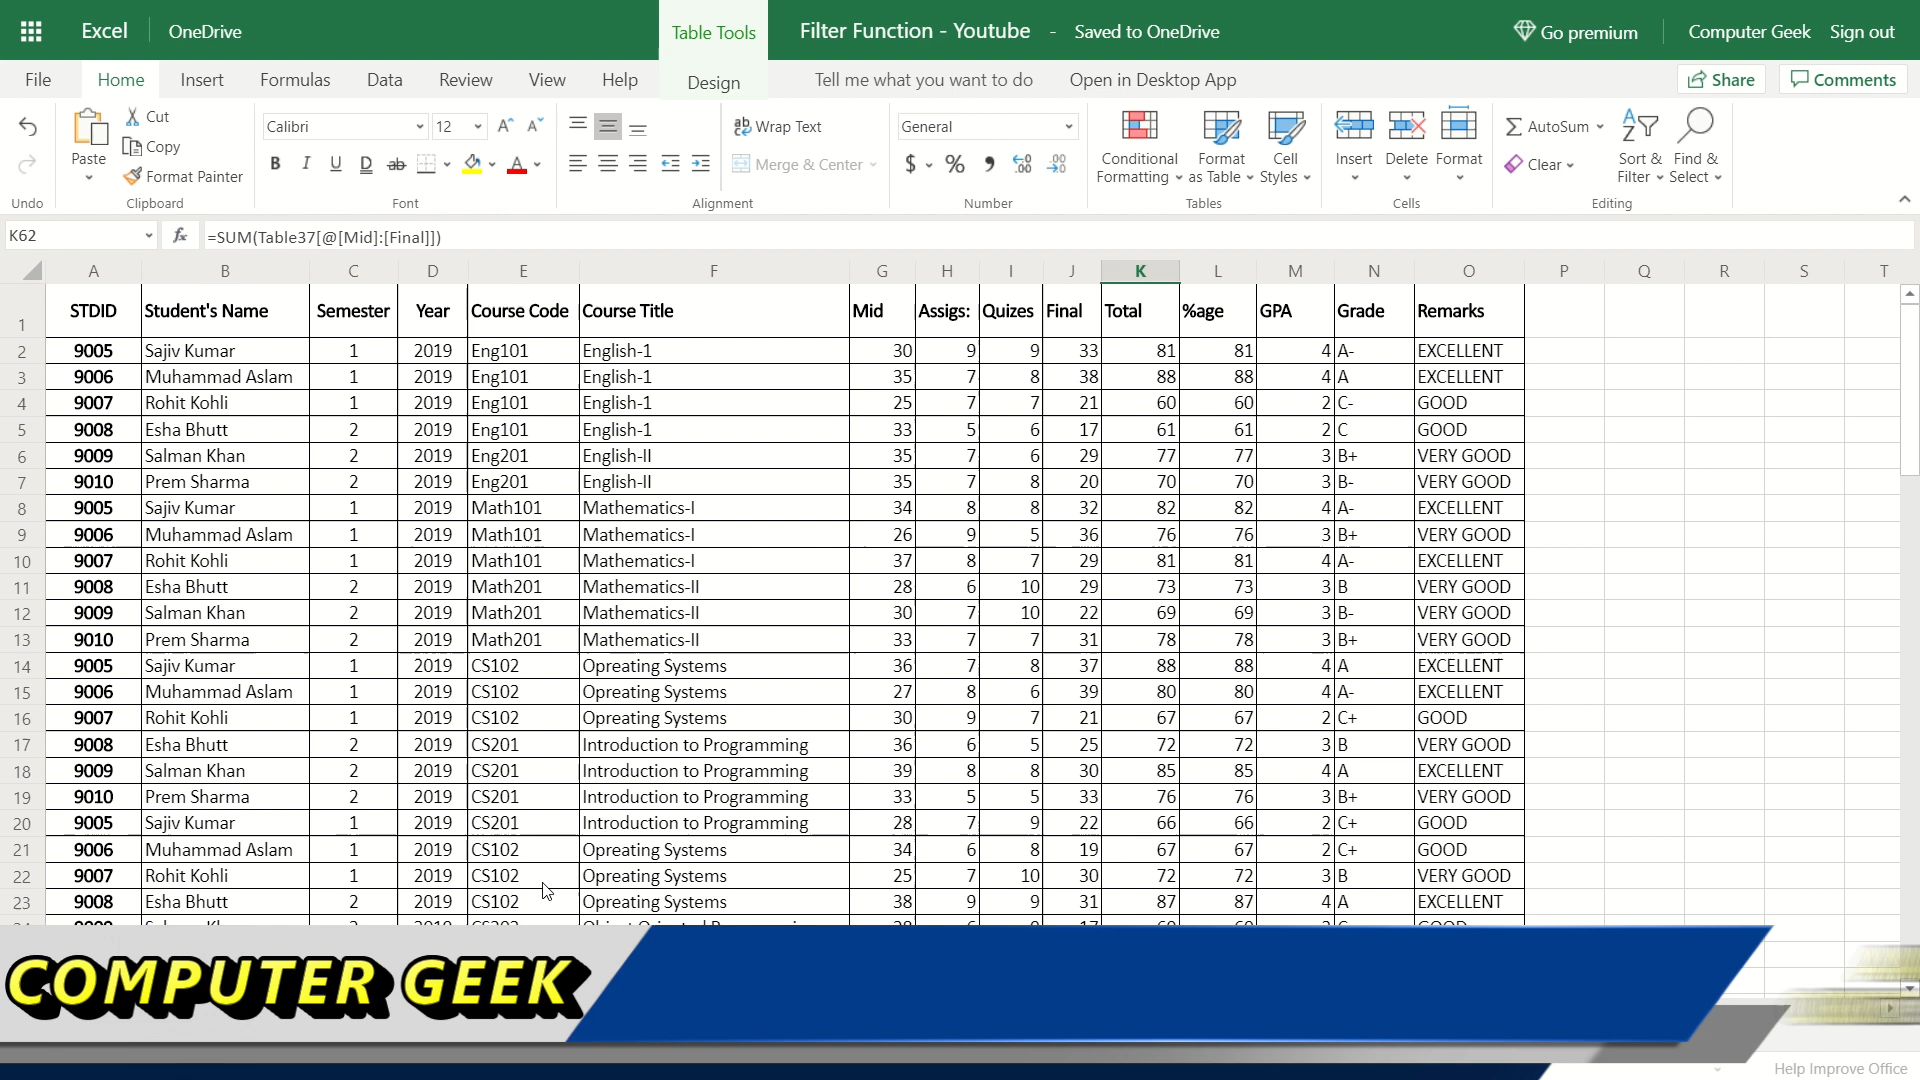 Excel OneDrive Table Tools Filter Function - Youtube - Saved to OneDrive Go premium Computer Geek Sign out
File Home Insert Formulas Data Review View Help Design Tell me what you want to do Open in Desktop App Share Comments
Paste Cut Copy Format Painter
Calibri 12
Wrap Text
Merge & Center
General
Conditional Formatting Format as Table Cell Styles
Insert Delete Format
AutoSum
Clear
Sort & Filter Find & Select
Undo Clipboard Font Alignment Number Tables Cells Editing
K62 fx =SUM(Table37[@[Mid]:[Final]])
A B C D E F G H I J K L M N O P Q R S T
1 STDID Student's Name Semester Year Course Code Course Title Mid Assigs: Quizes Final Total %age GPA Grade Remarks
2 9005 Sajiv Kumar 1 2019 Eng101 English-1 30 9 9 33 81 81 4 A- EXCELLENT
3 9006 Muhammad Aslam 1 2019 Eng101 English-1 35 7 8 38 88 88 4 A EXCELLENT
4 9007 Rohit Kohli 1 2019 Eng101 English-1 25 7 7 21 60 60 2 C- GOOD
5 9008 Esha Bhutt 2 2019 Eng101 English-1 33 5 6 17 61 61 2 C GOOD
6 9009 Salman Khan 2 2019 Eng201 English-II 35 7 6 29 77 77 3 B+ VERY GOOD
7 9010 Prem Sharma 2 2019 Eng201 English-II 35 7 8 20 70 70 3 B- VERY GOOD
8 9005 Sajiv Kumar 1 2019 Math101 Mathematics-I 34 8 8 32 82 82 4 A- EXCELLENT
9 9006 Muhammad Aslam 1 2019 Math101 Mathematics-I 26 9 5 36 76 76 3 B+ VERY GOOD
10 9007 Rohit Kohli 1 2019 Math101 Mathematics-I 37 8 7 29 81 81 4 A- EXCELLENT
11 9008 Esha Bhutt 2 2019 Math201 Mathematics-II 28 6 10 29 73 73 3 B VERY GOOD
12 9009 Salman Khan 2 2019 Math201 Mathematics-II 30 7 10 22 69 69 3 B- VERY GOOD
13 9010 Prem Sharma 2 2019 Math201 Mathematics-II 33 7 7 31 78 78 3 B+ VERY GOOD
14 9005 Sajiv Kumar 1 2019 CS102 Opreating Systems 36 7 8 37 88 88 4 A EXCELLENT
15 9006 Muhammad Aslam 1 2019 CS102 Opreating Systems 27 8 6 39 80 80 4 A- EXCELLENT
16 9007 Rohit Kohli 1 2019 CS102 Opreating Systems 30 9 7 21 67 67 2 C+ GOOD
17 9008 Esha Bhutt 2 2019 CS201 Introduction to Programming 36 6 5 25 72 72 3 B VERY GOOD
18 9009 Salman Khan 2 2019 CS201 Introduction to Programming 39 8 8 30 85 85 4 A EXCELLENT
19 9010 Prem Sharma 2 2019 CS201 Introduction to Programming 33 5 5 33 76 76 3 B+ VERY GOOD
20 9005 Sajiv Kumar 1 2019 CS201 Introduction to Programming 28 7 9 22 66 66 2 C+ GOOD
21 9006 Muhammad Aslam 1 2019 CS102 Opreating Systems 34 6 8 19 67 67 2 C+ GOOD
22 9007 Rohit Kohli 1 2019 CS102 Opreating Systems 25 7 10 30 72 72 3 B VERY GOOD
23 9008 Esha Bhutt 2 2019 CS102 Opreating Systems 38 9 9 31 87 87 4 A EXCELLENT
COMPUTER GEEK
Help Improve Office